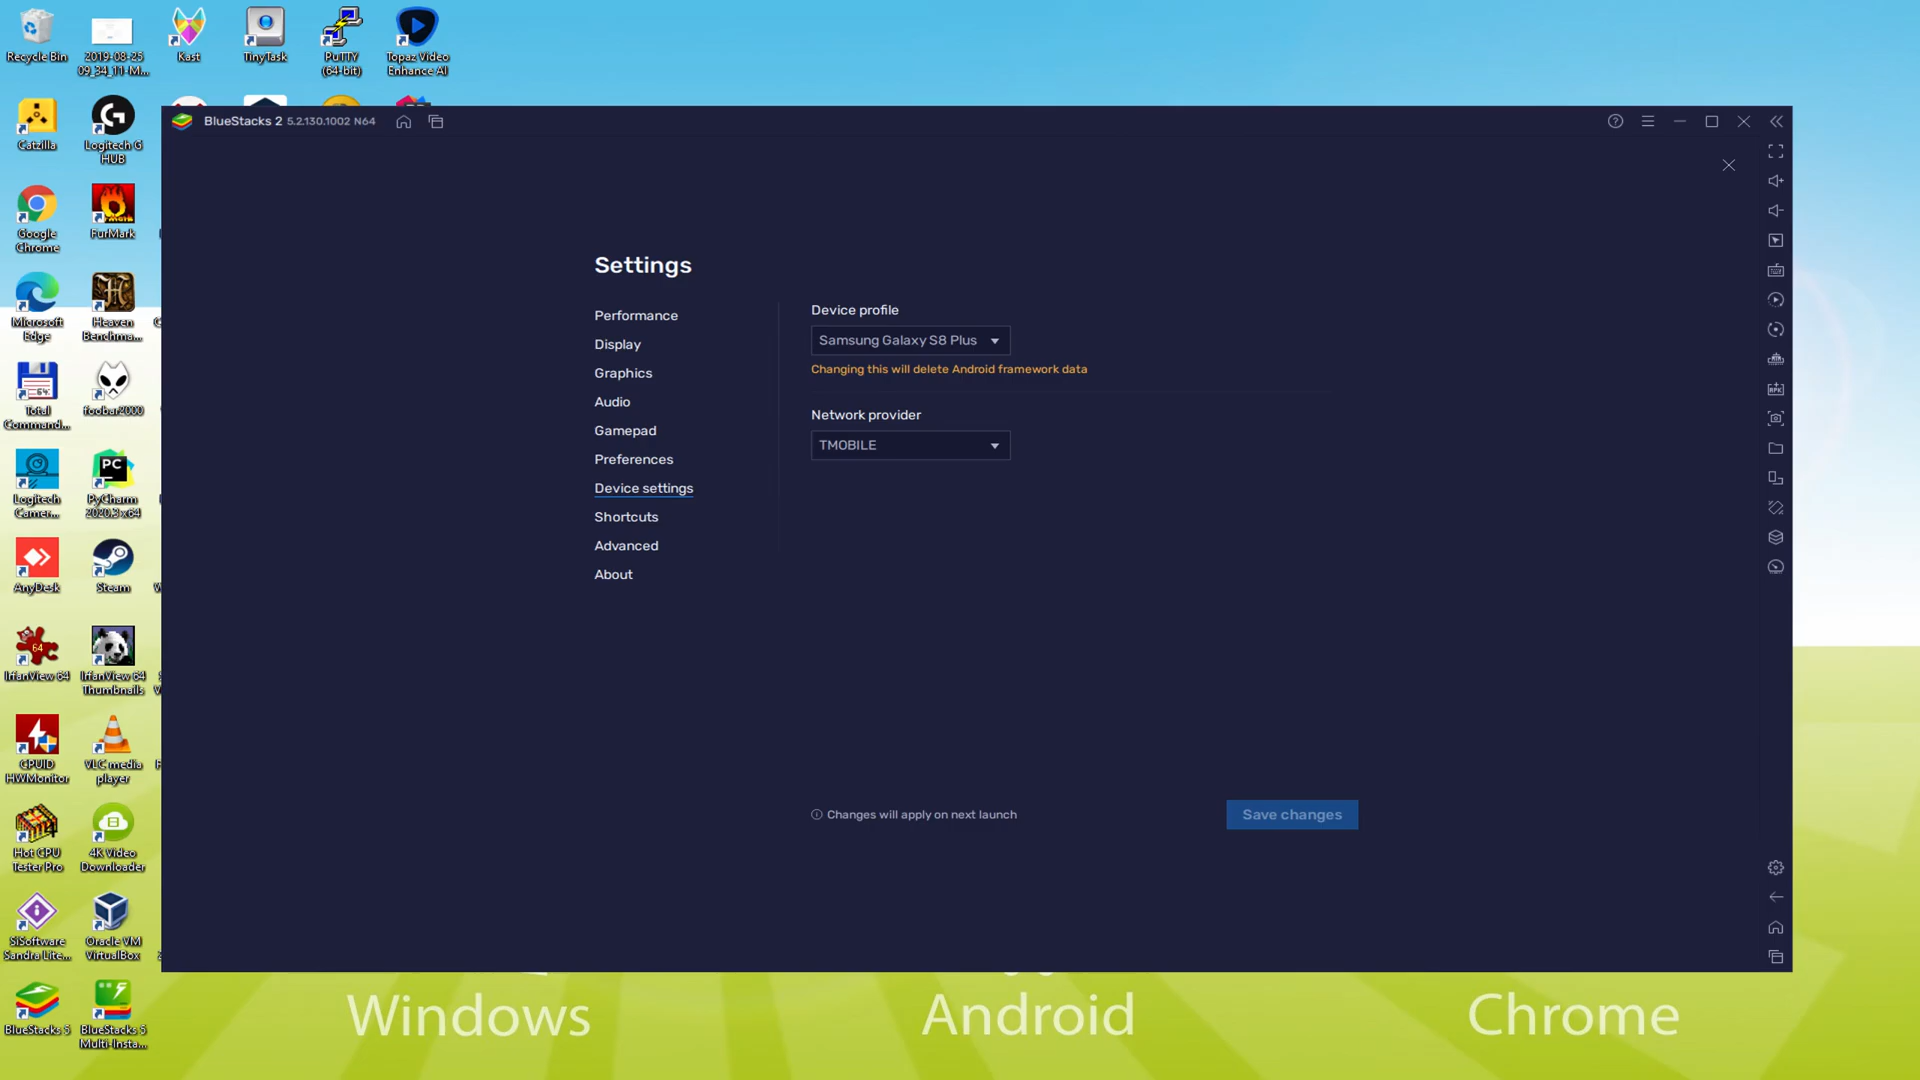 Recycle Bin
2019-08-25
09_34_11-M...
Kast
TinyTask
PuTTY
(64-bit)
Topaz Video
Enhance AI
Catzilla
Logitech G
HUB
BlueStacks 2 5.2.130.1002 N64
Google
Chrome
FurMark
Settings
Microsoft
Edge
Heaven
Benchma...
Performance
Display
Graphics
Audio
Gamepad
Preferences
Device settings
Shortcuts
Advanced
About
Device profile
Samsung Galaxy S8 Plus
Changing this will delete Android framework data
Network provider
TMOBILE
64
Total
Command...
foobar2000
Logitech
Camer...
PC
PyCharm
2020.3 x64
AnyDesk
Steam
64
IrfanView 64
IrfanView 64
Thumbnails
CPUID
HWMonitor
VLC media
player
Changes will apply on next launch
Save changes
Hot CPU
Tester Pro
4K Video
Downloader
SiSoftware
Sandra Lite...
Oracle VM
VirtualBox
BlueStacks 5
BlueStacks 5
Multi-Insta...
Windows
Android
Chrome